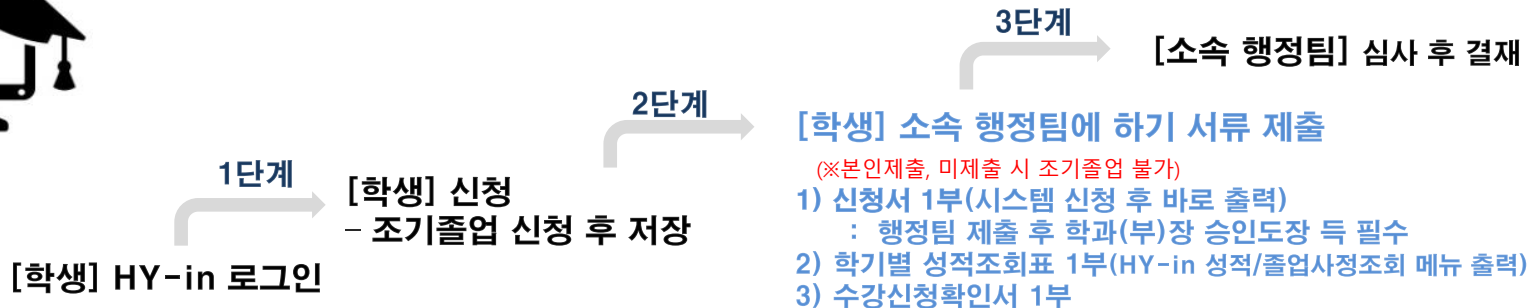 [학생] HY-in 로그인
1단계
[학생] 신청
- 조기졸업 신청 후 저장
2단계
[학생] 소속 행정팀에 하기 서류 제출
(※본인제출, 미제출 시 조기졸업 불가)
1) 신청서 1부(시스템 신청 후 바로 출력)
: 행정팀 제출 후 학과(부)장 승인도장 득 필수
2) 학기별 성적조회표 1부(HY-in 성적/졸업사정조회 메뉴 출력)
3) 수강신청확인서 1부
3단계
[소속 행정팀] 심사 후 결재